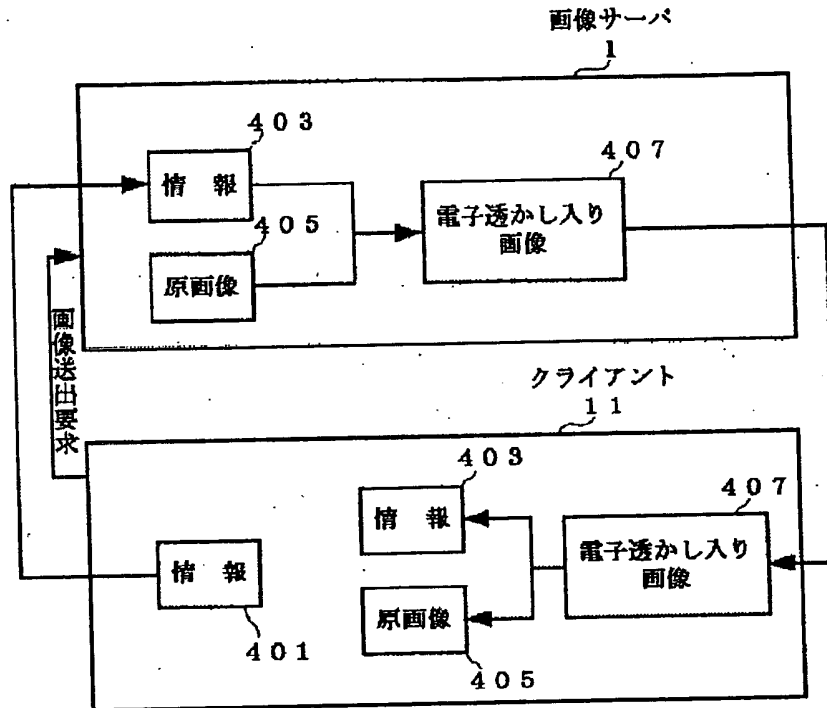 画像サーバ
1
403
情 報
405
原画像
407
電子透かし入り
画像
画像送出要求
クライアント
11
403
情 報
407
電子透かし入り
画像
情 報
401
原画像
405